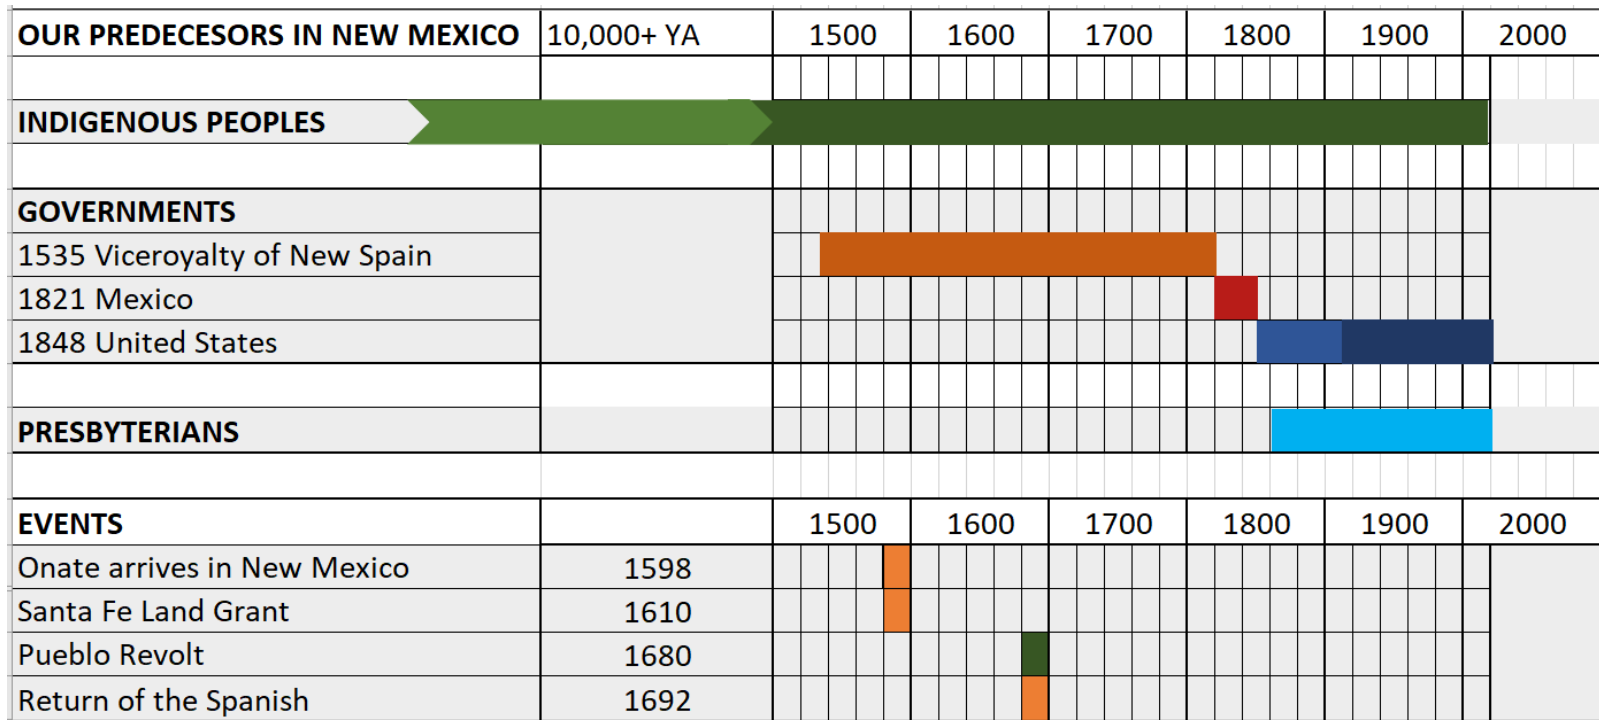 OUR PREDECESORS IN NEW MEXICO 10,000+ YA 1500 1600 1700 1800 1900 2000
INDIGENOUS PEOPLES
GOVERNMENTS
1535 Viceroyalty of New Spain
1821 Mexico
1848 United States
PRESBYTERIANS
EVENTS 1500 1600 1700 1800 1900 2000
Onate arrives in New Mexico 1598
Santa Fe Land Grant 1610
Pueblo Revolt 1680
Return of the Spanish 1692